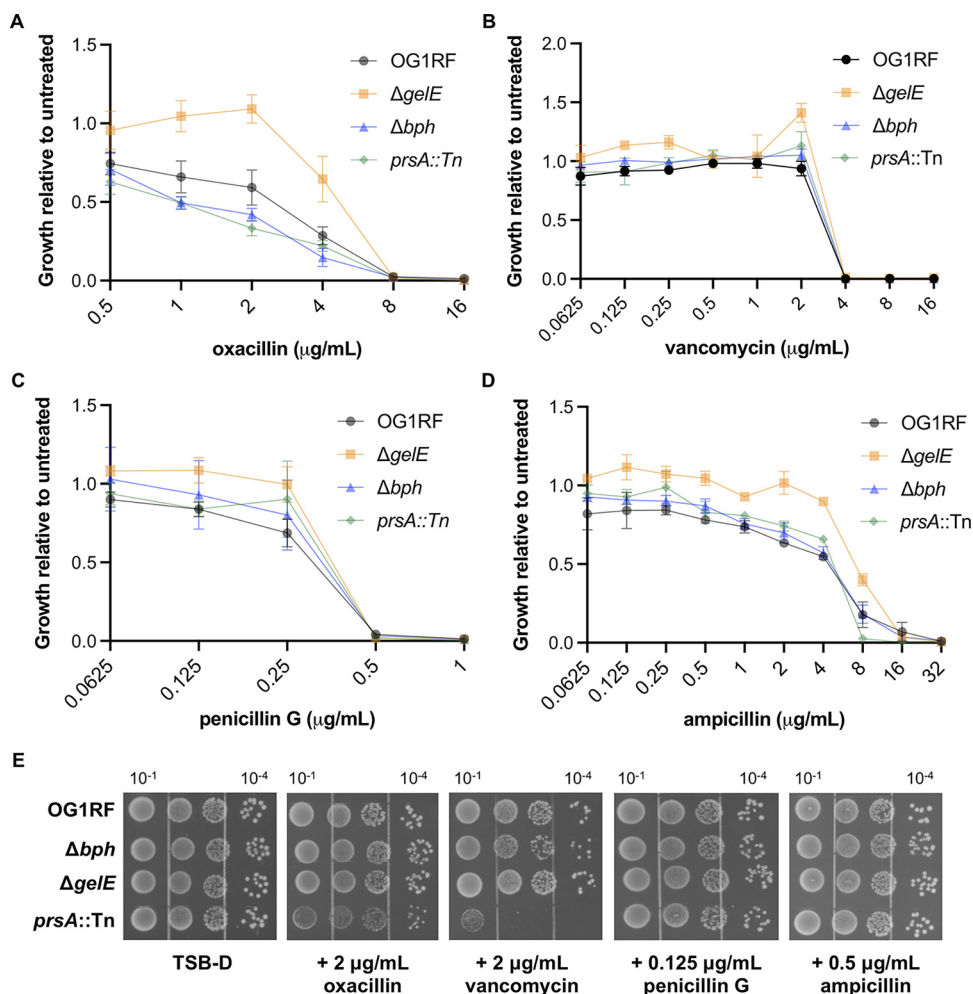 A
Growth relative to untreated
1.5
1.0
0.5
0.0
0.5
1
2
4
8
16
oxacillin (μg/mL)
OG1RF
ΔgelE
Δbph
prsA::Tn
B
Growth relative to untreated
2.0
1.5
1.0
0.5
0.0
0.0625
0.125
0.25
0.5
1
2
4
8
16
vancomycin (μg/mL)
OG1RF
ΔgelE
Δbph
prsA::Tn
C
Growth relative to untreated
1.5
1.0
0.5
0.0
0.0625
0.125
0.25
0.5
1
penicillin G (μg/mL)
OG1RF
ΔgelE
Δbph
prsA::Tn
D
Growth relative to untreated
1.5
1.0
0.5
0.0
0.0625
0.125
0.25
0.5
1
2
4
8
16
32
ampicillin (μg/mL)
OG1RF
ΔgelE
Δbph
prsA::Tn
E
10-1 10-4 10-1 10-4 10-1 10-4 10-1 10-4 10-1 10-4
OG1RF
Δbph
ΔgelE
prsA::Tn
TSB-D
+ 2 μg/mL
oxacillin
+ 2 μg/mL
vancomycin
+ 0.125 μg/mL
penicillin G
+ 0.5 μg/mL
ampicillin